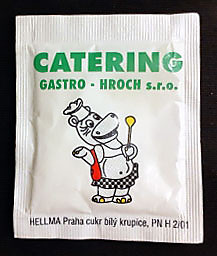 CATERING
GASTRO - HROCH s.r.o.
HELLMA Praha cukr bílý krupice, PN H 2/01